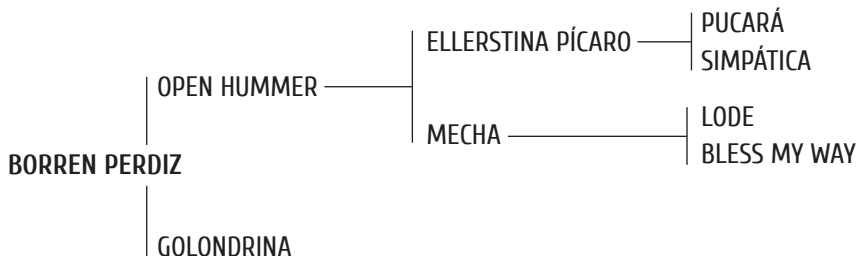 PUCARÁ
ELLERSTINA PÍCARO
SIMPÁTICA
OPEN HUMMER
MECHA
LODE
BLESS MY WAY
BORREN PERDIZ
GOLONDRINA